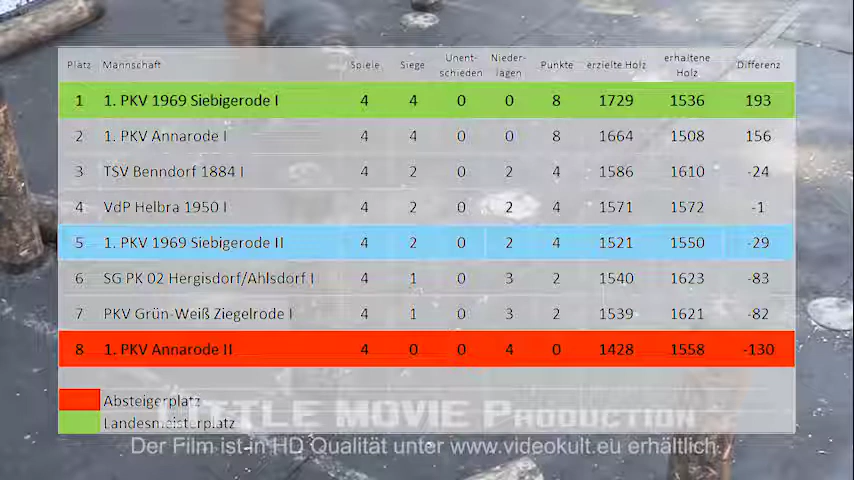 Platz Mannschaft Spiele Siege Unent-schieden Nieder-lagen Punkte erzielte Holz erhaltene Holz Differenz
1 1. PKV 1969 Siebigerode I 4 4 0 0 8 1729 1536 193
2 1. PKV Annarode I 4 4 0 0 8 1664 1508 156
3 TSV Benndorf 1884 I 4 2 0 2 4 1586 1610 -24
4 VdP Helbra 1950 I 4 2 0 2 4 1571 1572 -1
5 1. PKV 1969 Siebigerode II 4 2 0 2 4 1521 1550 -29
6 SG PK 02 Hergisdorf/Ahlsdorf I 4 1 0 3 2 1540 1623 -83
7 PKV Grün-Weiß Ziegelrode I 4 1 0 3 2 1539 1621 -82
8 1. PKV Annarode II 4 0 0 4 0 1428 1558 -130
Absteigerplatz
LITTLE MOVIE PRODUCTION
Landesmeisterplatz
Der Film ist in HD Qualität unter www.videokult.eu erhältlich.